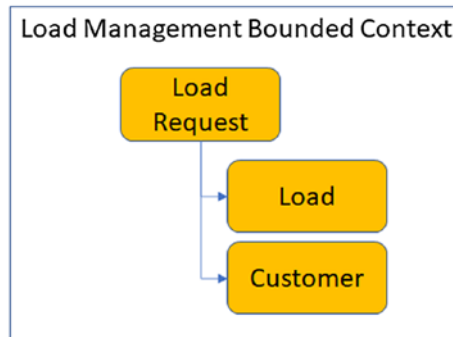 Load Management Bounded Context
Load
Request
Load
Customer